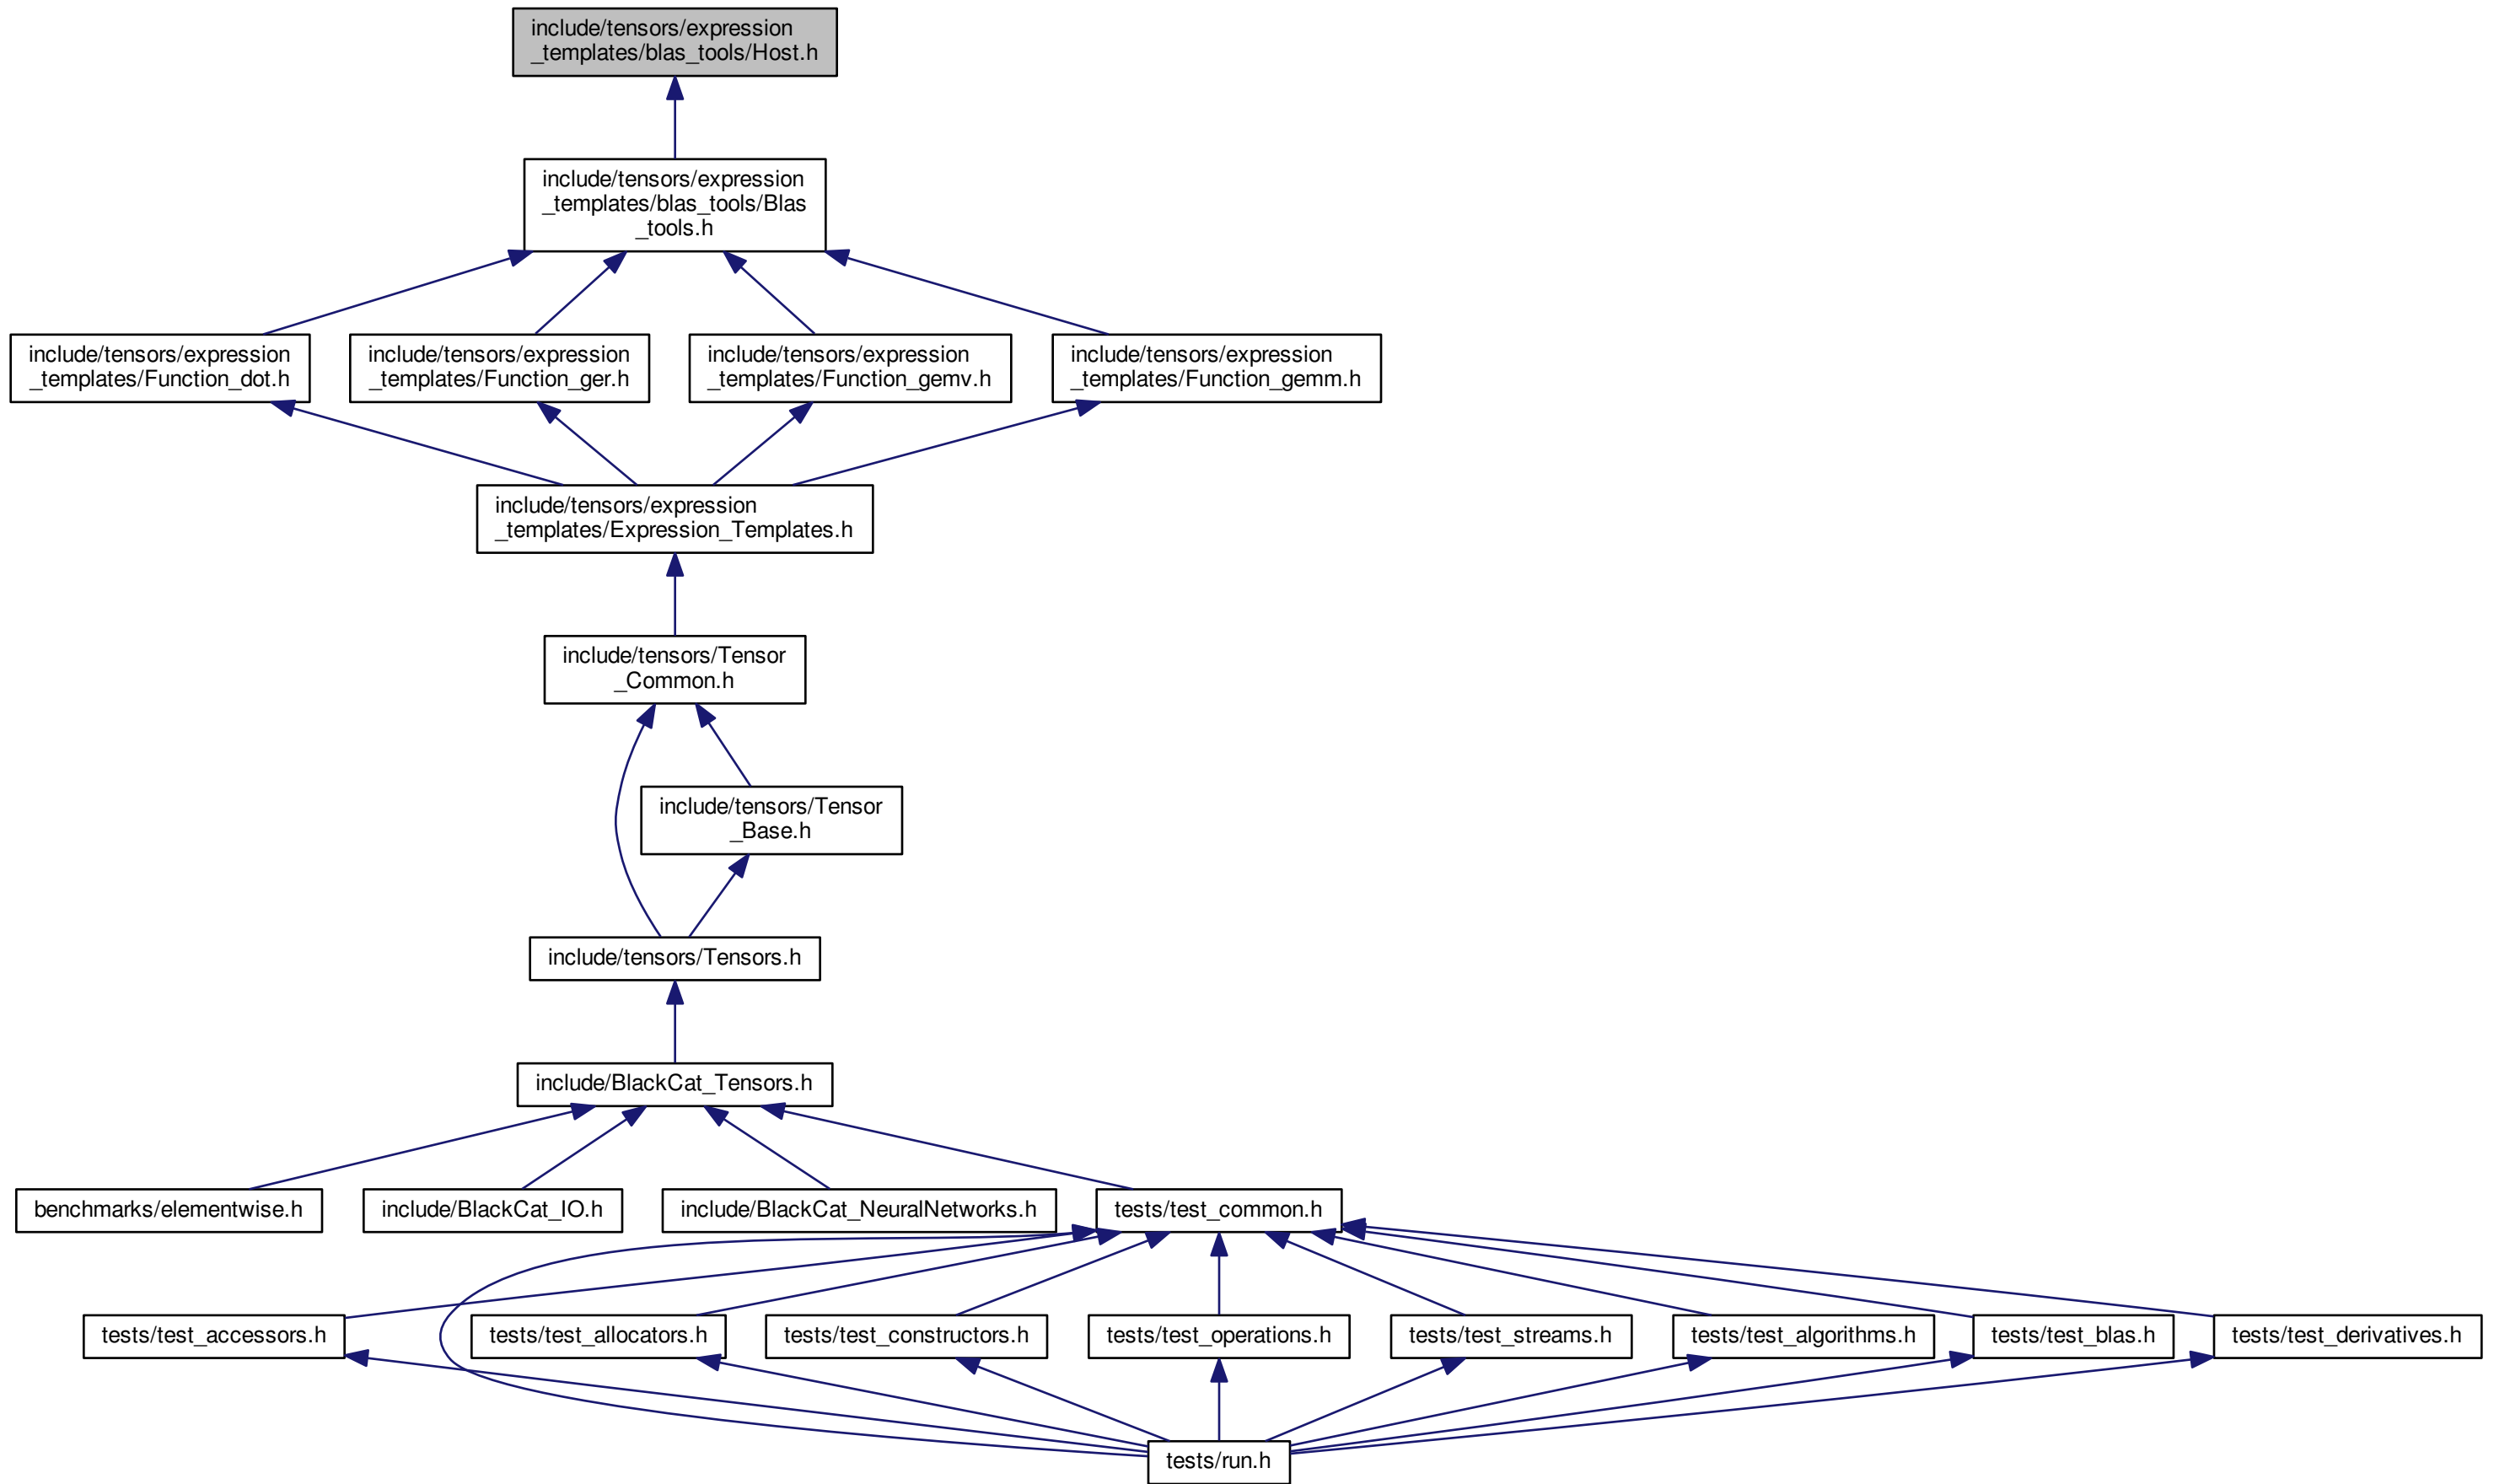 include/tensors/expression
_templates/blas_tools/Host.h
include/tensors/expression
_templates/blas_tools/Blas
_tools.h
include/tensors/expression
_templates/Function_dot.h
include/tensors/expression
_templates/Function_ger.h
include/tensors/expression
_templates/Function_gemv.h
include/tensors/expression
_templates/Function_gemm.h
include/tensors/expression
_templates/Expression_Templates.h
include/tensors/Tensor
_Common.h
include/tensors/Tensor
_Base.h
include/tensors/Tensors.h
include/BlackCat_Tensors.h
benchmarks/elementwise.h
include/BlackCat_IO.h
include/BlackCat_NeuralNetworks.h
tests/test_common.h
tests/test_accessors.h
tests/test_allocators.h
tests/test_constructors.h
tests/test_operations.h
tests/test_streams.h
tests/test_algorithms.h
tests/test_blas.h
tests/test_derivatives.h
tests/run.h